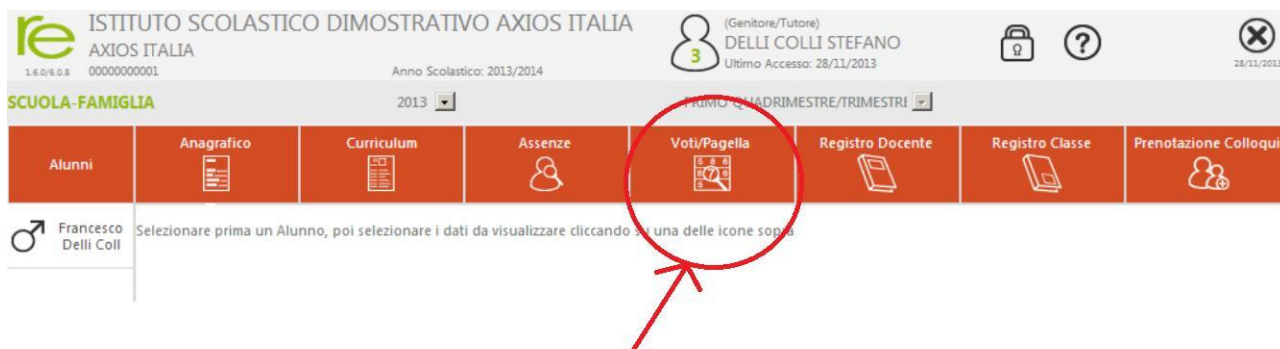 re
ISTITUTO SCOLASTICO DIMOSTRATIVO AXIOS ITALIA
AXIOS ITALIA
1.6.0/6.0.8 00000000001 Anno Scolastico: 2013/2014
3
(Genitore/Tutore)
DELLI COLLI STEFANO
Ultimo Accesso: 28/11/2013
?
28/11/2013
SCUOLA-FAMIGLIA 2013 PRIMO QUADRIMESTRE/TRIMESTRE
Alunni Anagrafico Curriculum Assenze Voti/Pagella Registro Docente Registro Classe Prenotazione Colloqui
Francesco
Delli Coll
Selezionare prima un Alunno, poi selezionare i dati da visualizzare cliccando su una delle icone sopra